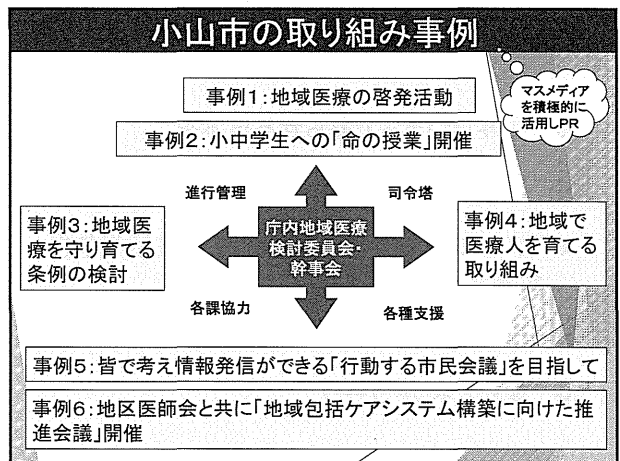 小山市の取り組み事例
マスメディア
を積極的に
活用しPR
事例1:地域医療の啓発活動
事例2:小中学生への「命の授業」開催
進行管理
司令塔
事例3:地域医
療を守り育てる
条例の検討
庁内地域医療
検討委員会・
幹事会
事例4:地域で
医療人を育てる
取り組み
各課協力
各種支援
事例5:皆で考え情報発信ができる「行動する市民会議」を目指して
事例6:地区医師会と共に「地域包括ケアシステム構築に向けた推
進会議」開催